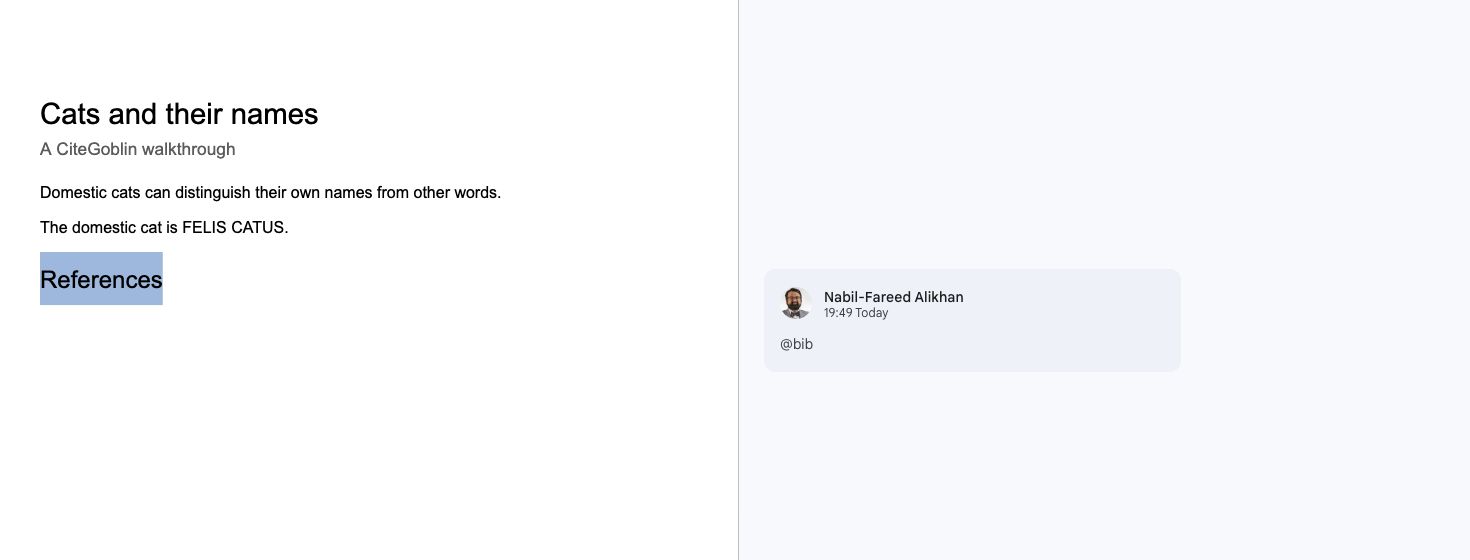 Cats and their names
A CiteGoblin walkthrough
Domestic cats can distinguish their own names from other words.
The domestic cat is FELIS CATUS.
References
Nabil-Fareed Alikhan
19:49 Today
@bib